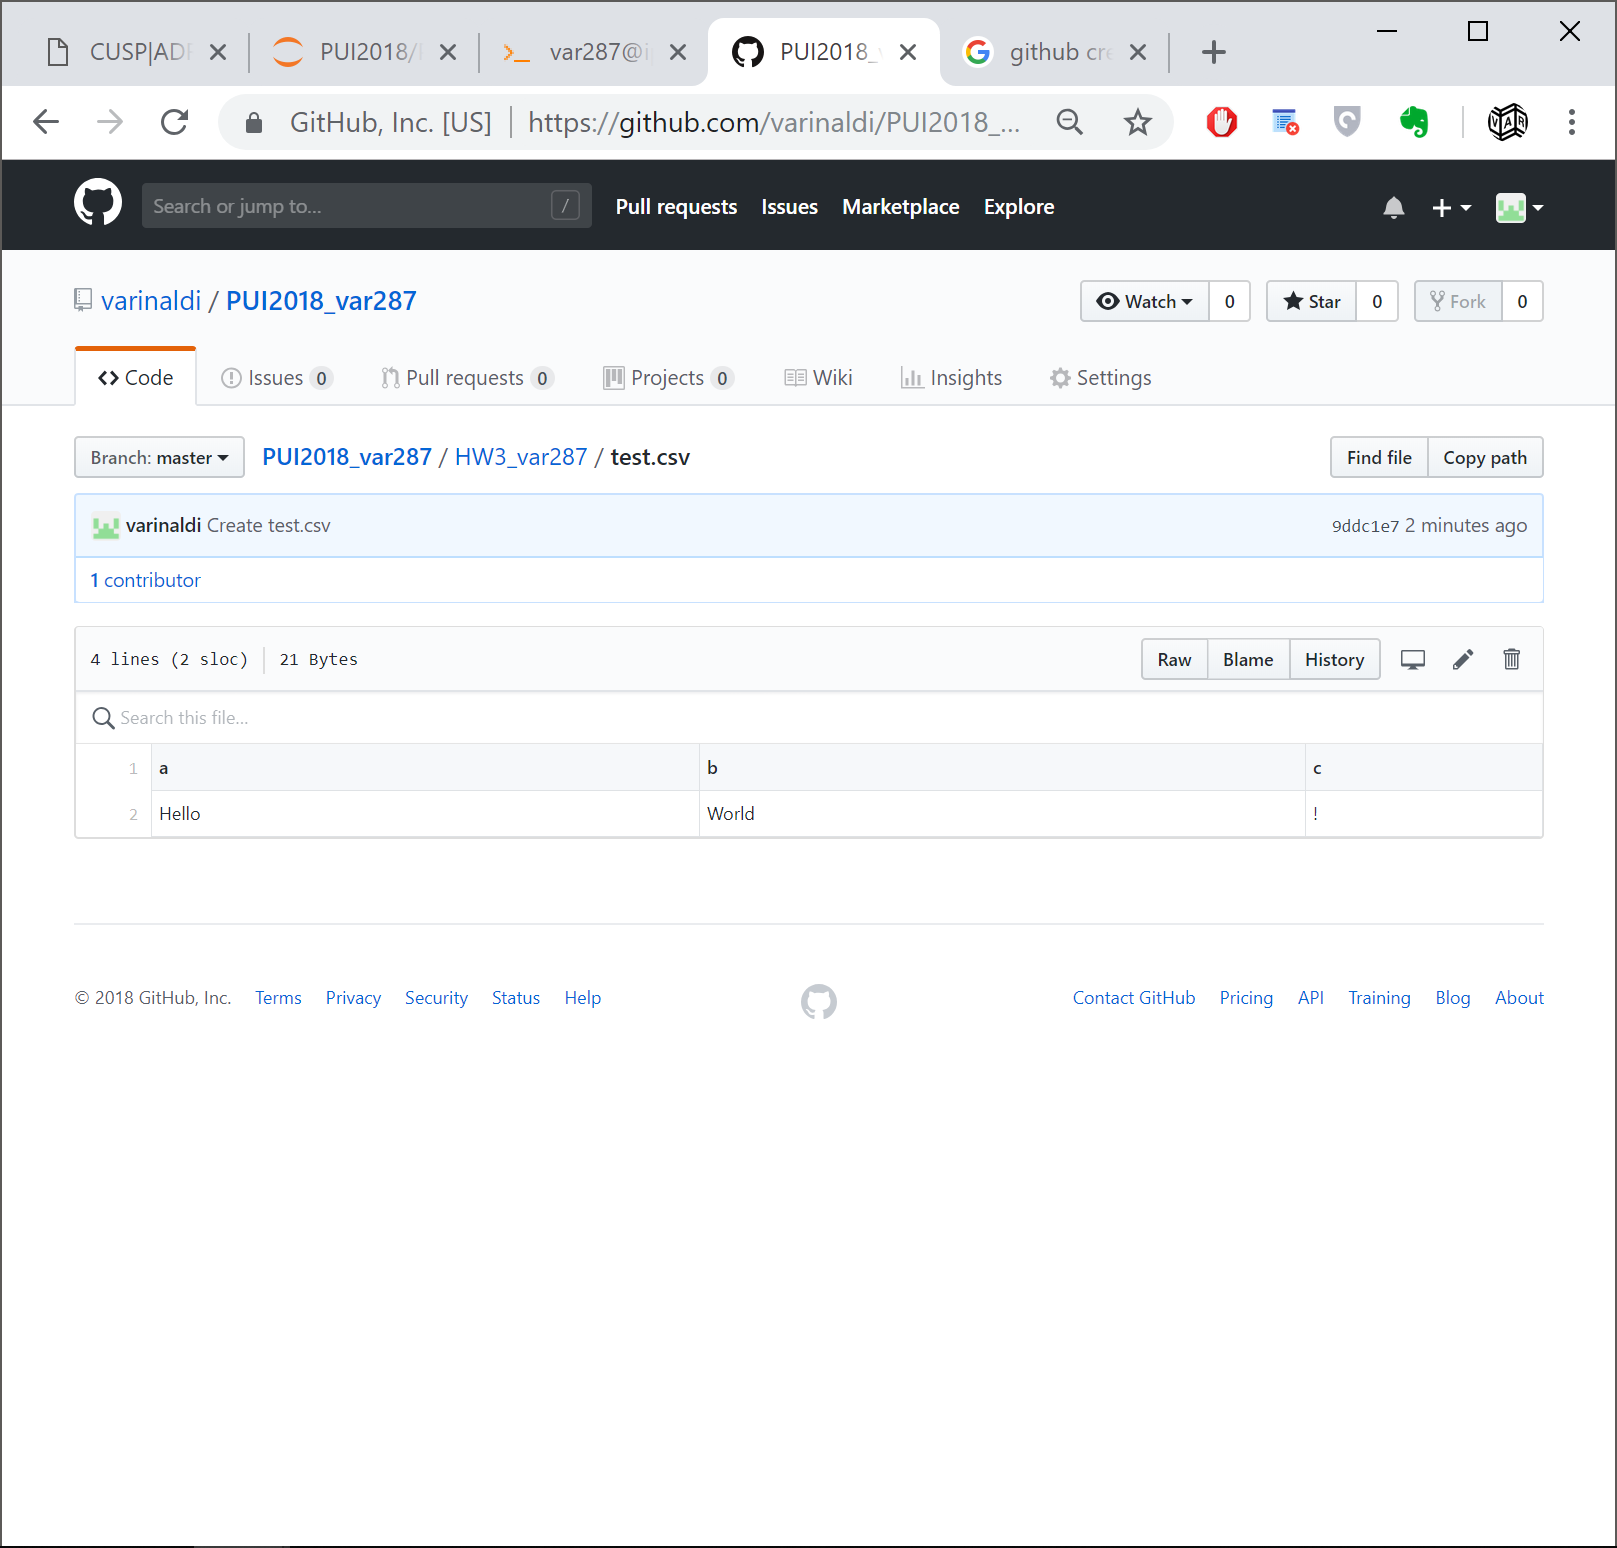 CUSP|AD
PUI2018/
var287@i
PUI2018_
github cr
GitHub, Inc. [US] | https://github.com/varinaldi/PUI2018_...
VAR
Search or jump to... /
Pull requests Issues Marketplace Explore
varinaldi / PUI2018_var287
Watch 0 Star 0 Fork 0
Code Issues 0 Pull requests 0 Projects 0 Wiki Insights Settings
Branch: master PUI2018_var287 / HW3_var287 / test.csv Find file Copy path
varinaldi Create test.csv 9ddc1e7 2 minutes ago
1 contributor
4 lines (2 sloc) 21 Bytes Raw Blame History
Search this file...
1 a b c
2 Hello World !
© 2018 GitHub, Inc. Terms Privacy Security Status Help Contact GitHub Pricing API Training Blog About